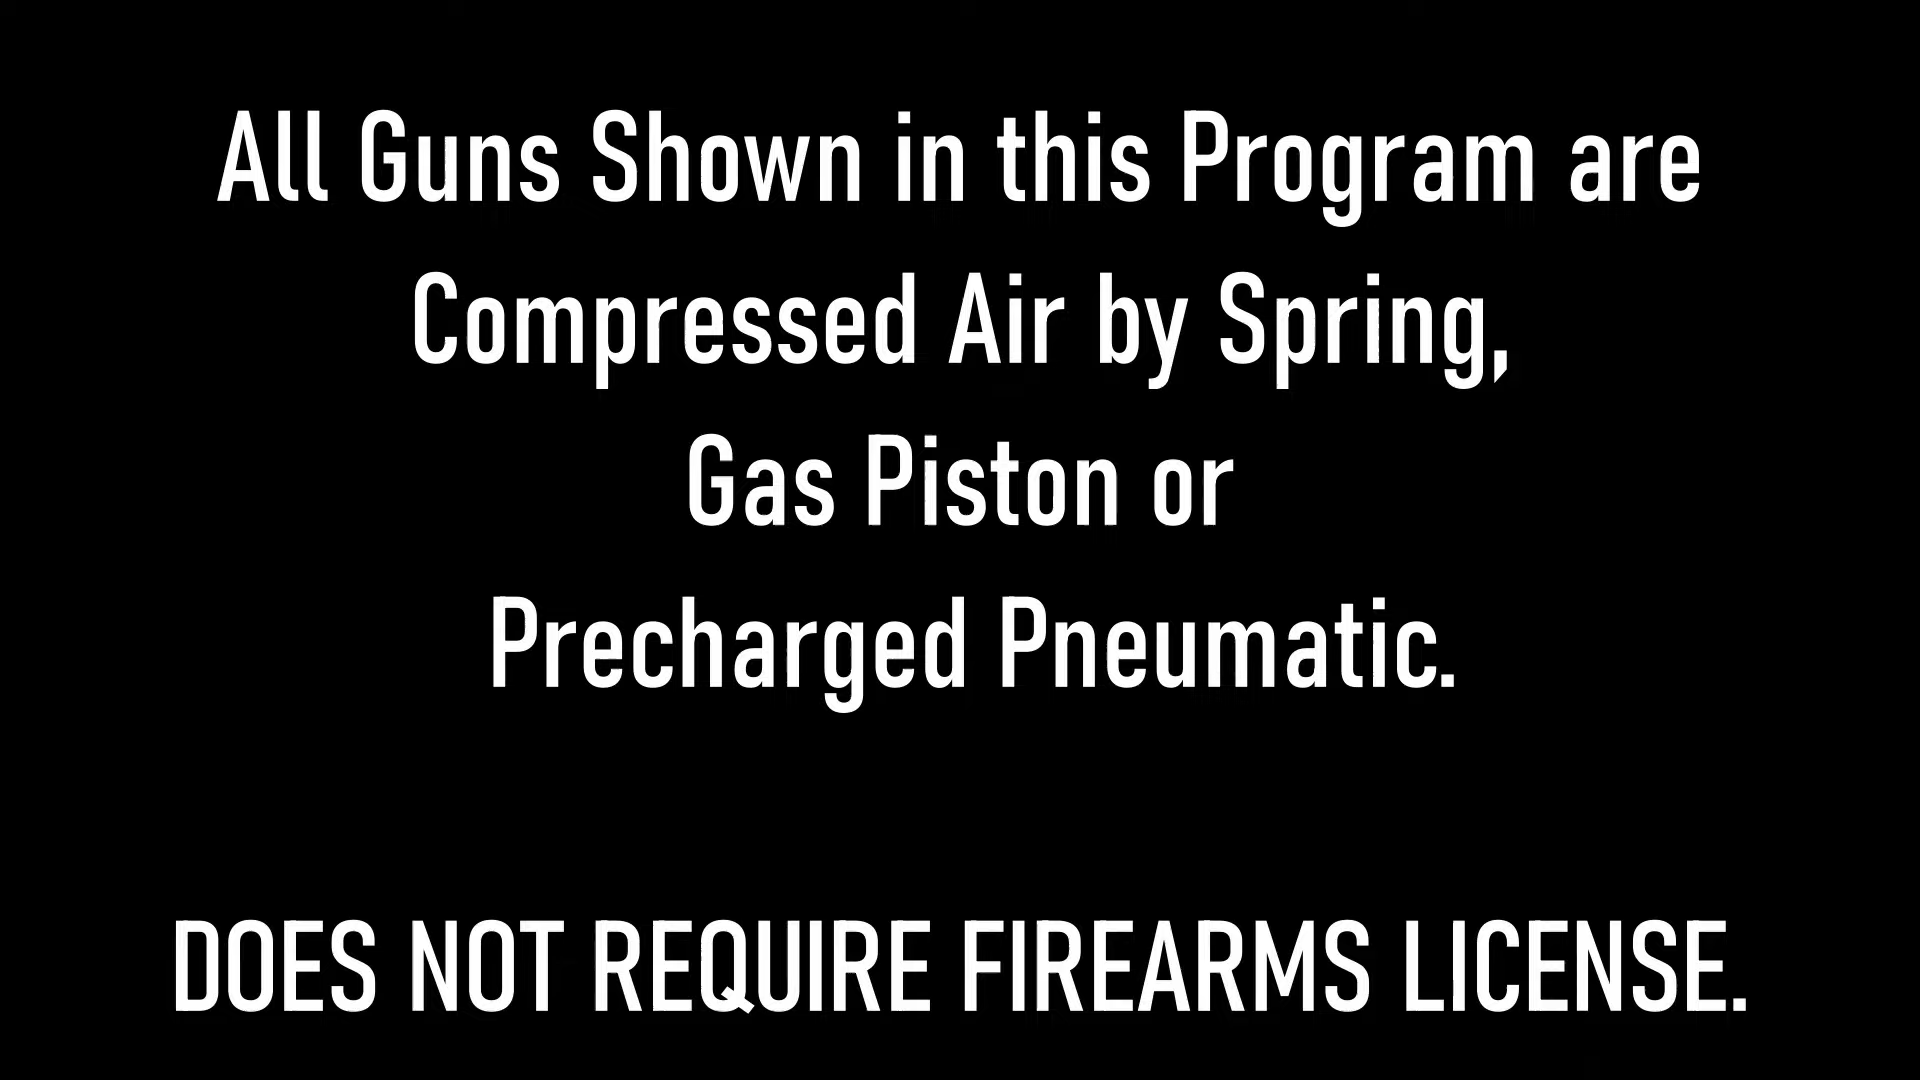 All Guns Shown in this Program are
Compressed Air by Spring,
Gas Piston or
Precharged Pneumatic.
DOES NOT REQUIRE FIREARMS LICENSE.